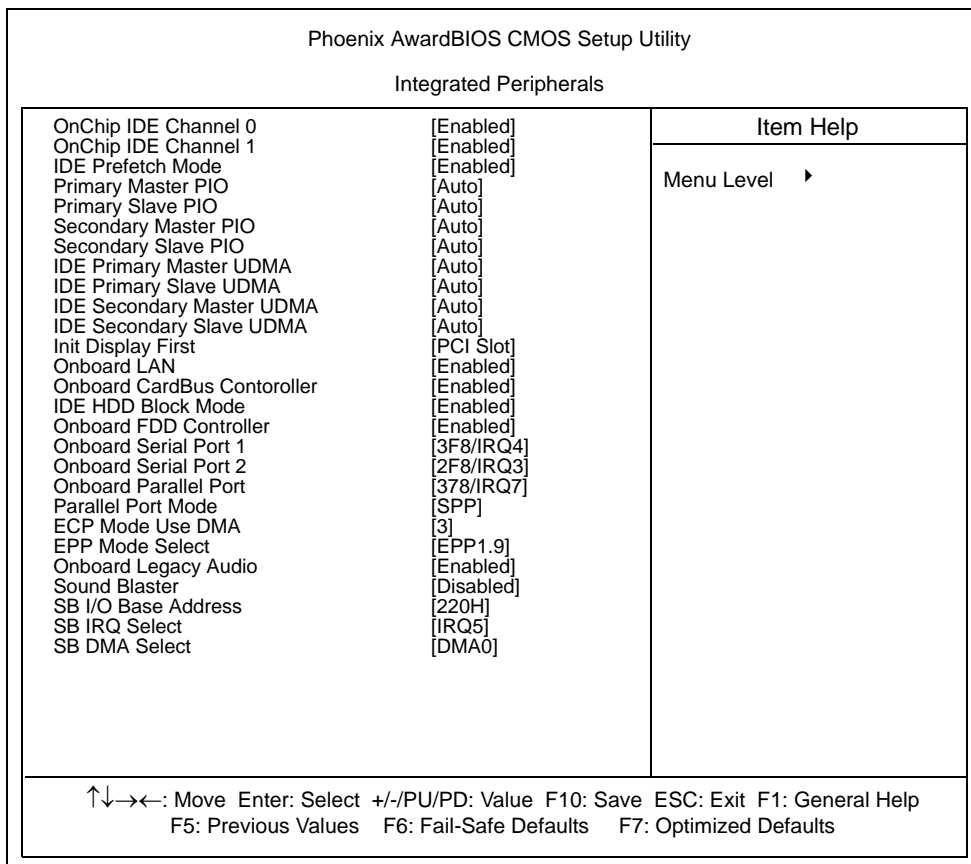 Phoenix AwardBIOS CMOS Setup Utility
Integrated Peripherals
OnChip IDE Channel 0 [Enabled]
OnChip IDE Channel 1 [Enabled]
IDE Prefetch Mode [Enabled]
Primary Master PIO [Auto]
Primary Slave PIO [Auto]
Secondary Master PIO [Auto]
Secondary Slave PIO [Auto]
IDE Primary Master UDMA [Auto]
IDE Primary Slave UDMA [Auto]
IDE Secondary Master UDMA [Auto]
IDE Secondary Slave UDMA [Auto]
Init Display First [PCI Slot]
Onboard LAN [Enabled]
Onboard CardBus Contoroller [Enabled]
IDE HDD Block Mode [Enabled]
Onboard FDD Controller [Enabled]
Onboard Serial Port 1 [3F8/IRQ4]
Onboard Serial Port 2 [2F8/IRQ3]
Onboard Parallel Port [378/IRQ7]
Parallel Port Mode [SPP]
ECP Mode Use DMA [3]
EPP Mode Select [EPP1.9]
Onboard Legacy Audio [Enabled]
Sound Blaster [Disabled]
SB I/O Base Address [220H]
SB IRQ Select [IRQ5]
SB DMA Select [DMA0]
Item Help
Menu Level ▸
↑↓→←: Move Enter: Select +/-/PU/PD: Value F10: Save ESC: Exit F1: General Help
F5: Previous Values F6: Fail-Safe Defaults F7: Optimized Defaults